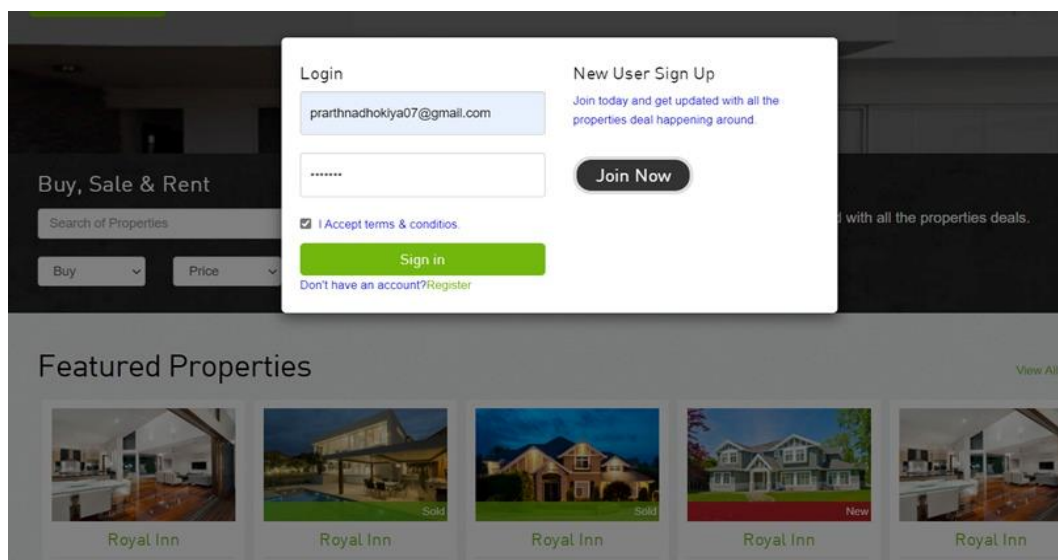 Login
prarthnadhokiya07@gmail.com
•••••••
I Accept terms & conditios.
Sign in
Don't have an account?Register
New User Sign Up
Join today and get updated with all the
properties deal happening around.
Join Now
Buy, Sale & Rent
Search of Properties
Buy
Price
d with all the properties deals.
Featured Properties
View All
Sold
Sold
New
Royal Inn
Royal Inn
Royal Inn
Royal Inn
Royal Inn